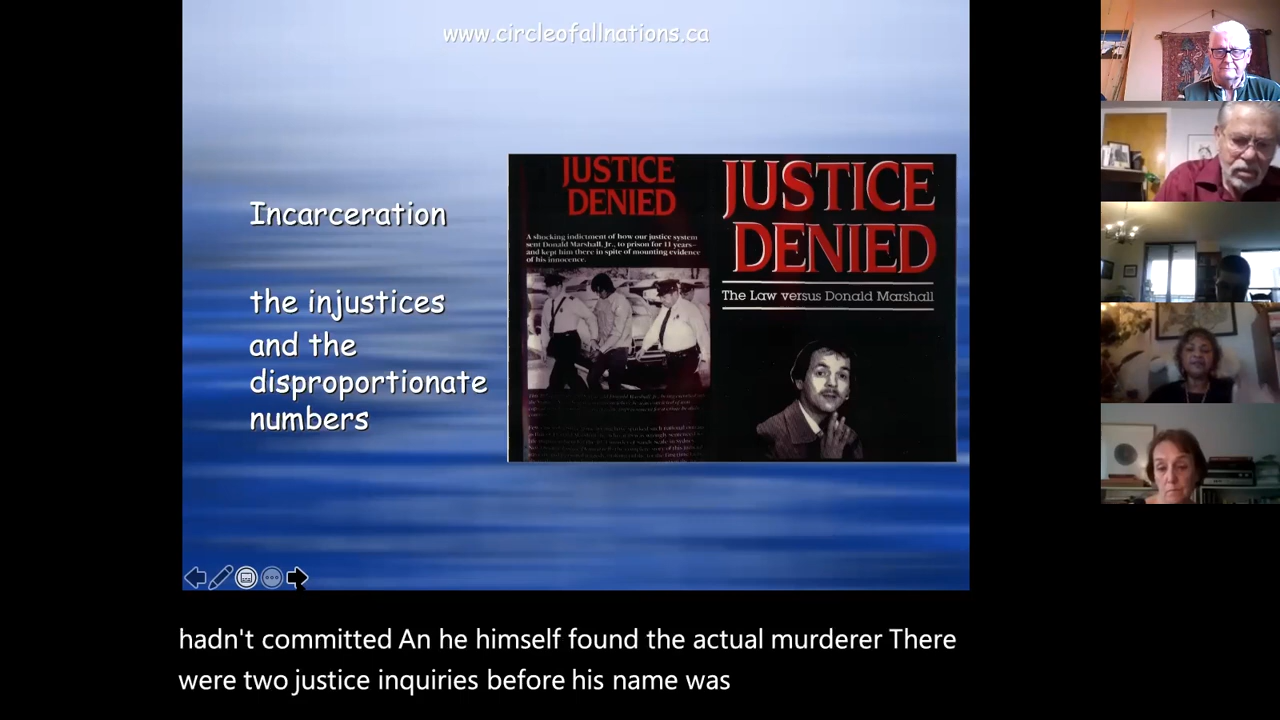 www.circleofallnations.ca
Incarceration
the injustices
and the
disproportionate
numbers
JUSTICE
DENIED
A shocking indictment of how our justice system
sent Donald Marshall, Jr., to prison for 11 years–
and kept him there in spite of mounting evidence
of his innocence.
JUSTICE
DENIED
The Law versus Donald Marshall
hadn't committed An he himself found the actual murderer There
were two justice inquiries before his name was